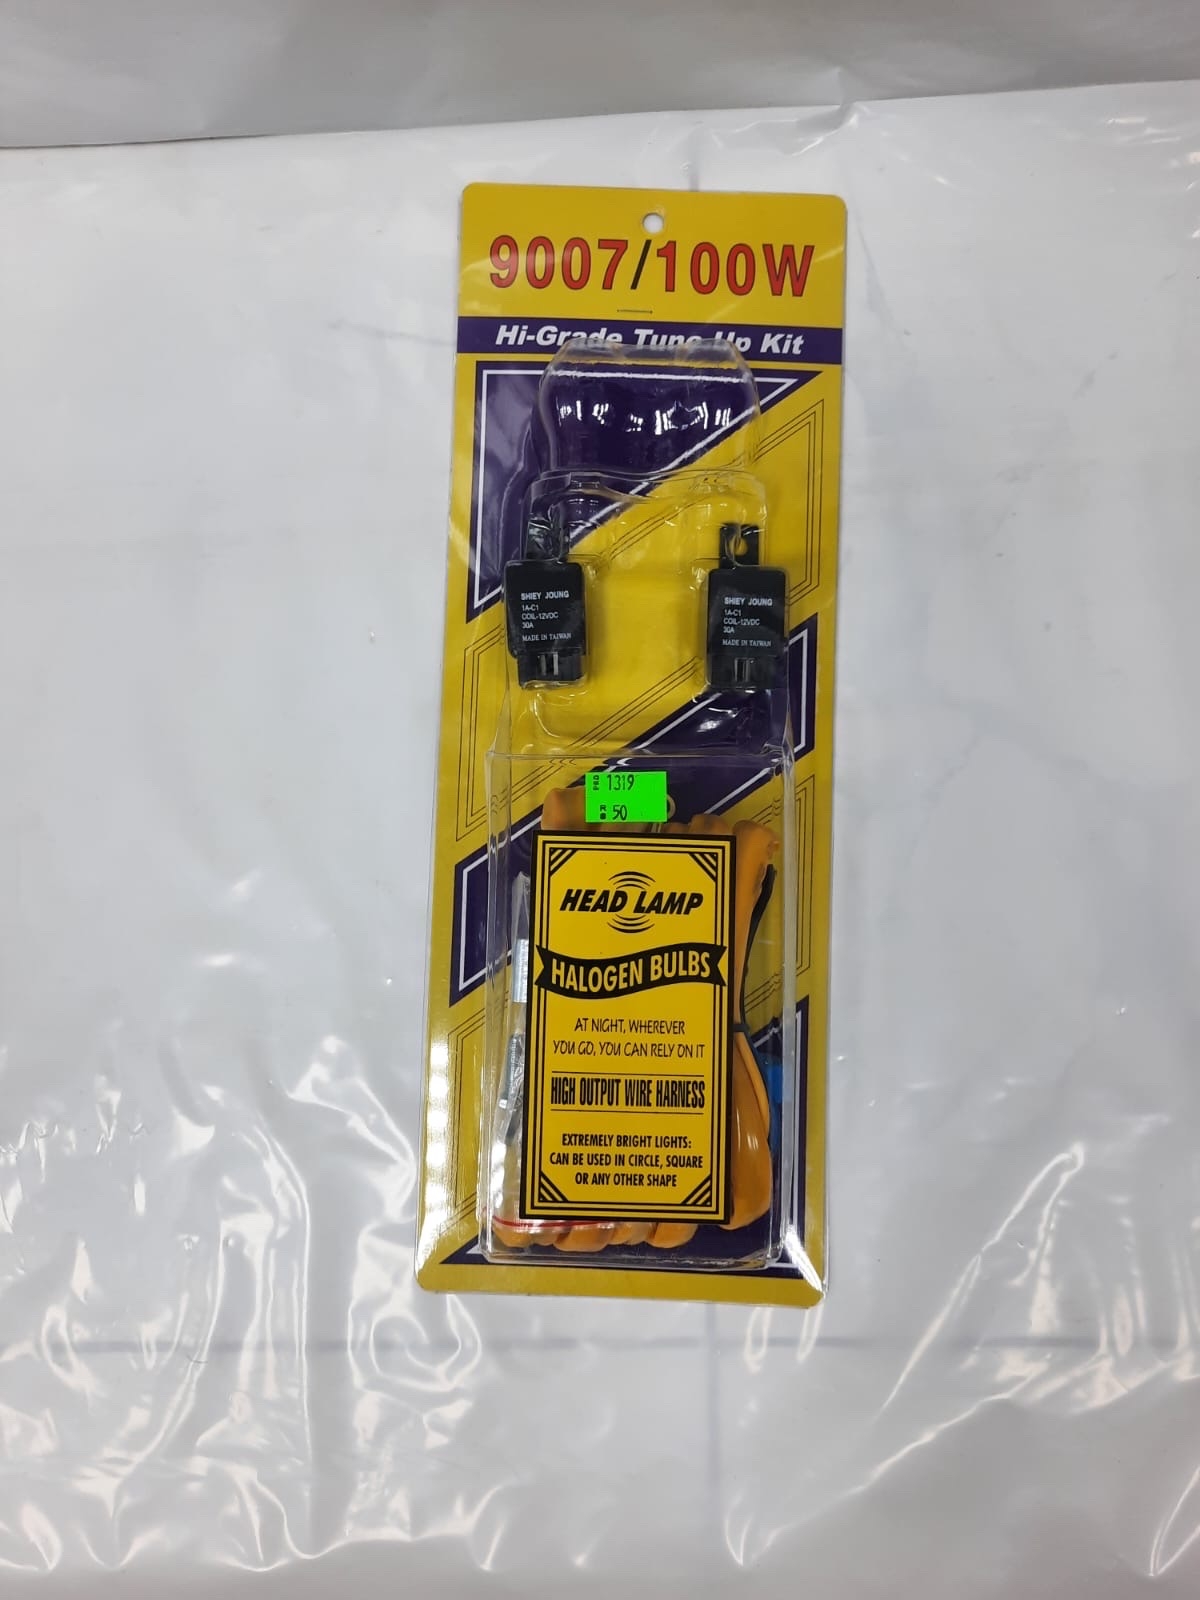 9007/100W
Hi-Grade Tune Up Kit
SHIEY JOUNG
1A-C1
COIL-12VDC
30A
MADE IN TAIWAN
SHIEY JOUNG
1A-C1
COIL-12VDC
30A
MADE IN TAIWAN
PRO 1319
R 50
HEAD LAMP
HALOGEN BULBS
AT NIGHT, WHEREVER
YOU GO, YOU CAN RELY ON IT
HIGH OUTPUT WIRE HARNESS
EXTREMELY BRIGHT LIGHTS:
CAN BE USED IN CIRCLE, SQUARE
OR ANY OTHER SHAPE